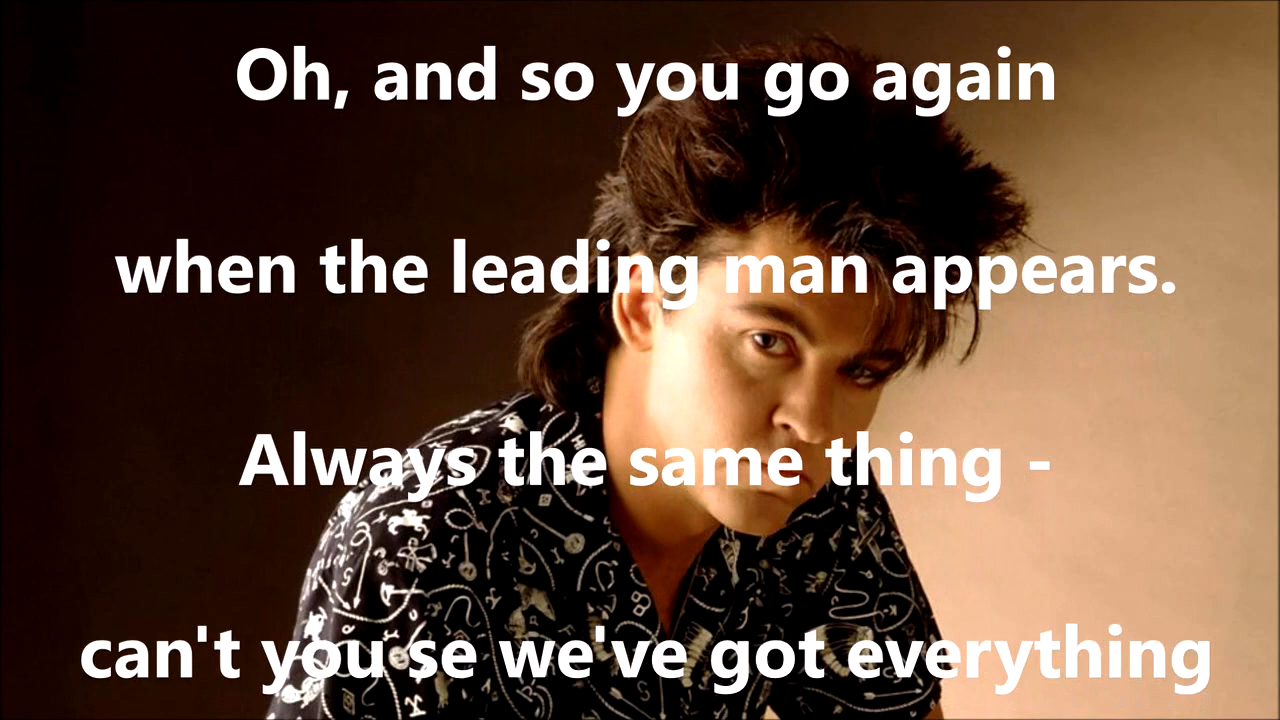 Oh, and so you go again
when the leading man appears.
Always the same thing -
can't you se we've got everything